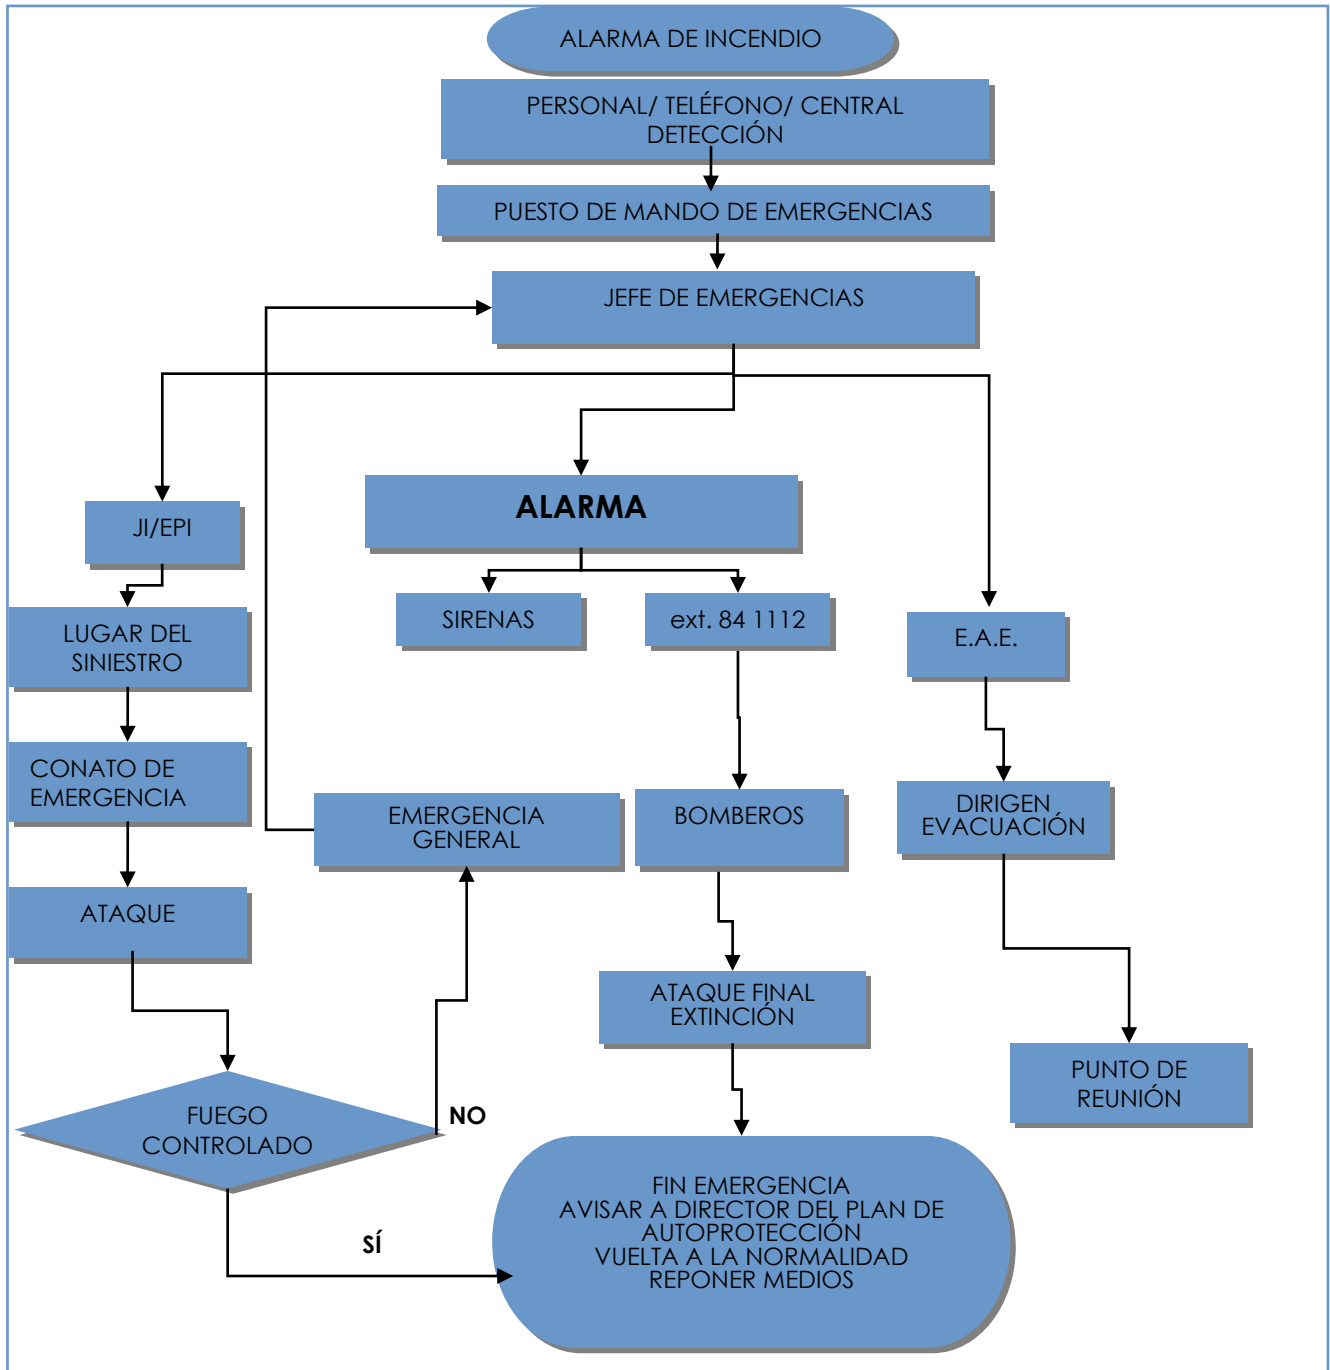 ALARMA DE INCENDIO
PERSONAL/ TELÉFONO/ CENTRAL
DETECCIÓN
PUESTO DE MANDO DE EMERGENCIAS
JEFE DE EMERGENCIAS
ALARMA
JI/EPI
SIRENAS
ext. 84 1112
E.A.E.
LUGAR DEL
SINIESTRO
CONATO DE
EMERGENCIA
EMERGENCIA
GENERAL
BOMBEROS
DIRIGEN
EVACUACIÓN
ATAQUE
ATAQUE FINAL
EXTINCIÓN
PUNTO DE
REUNIÓN
FUEGO
CONTROLADO
NO
SÍ
FIN EMERGENCIA
AVISAR A DIRECTOR DEL PLAN DE
AUTOPROTECCIÓN
VUELTA A LA NORMALIDAD
REPONER MEDIOS